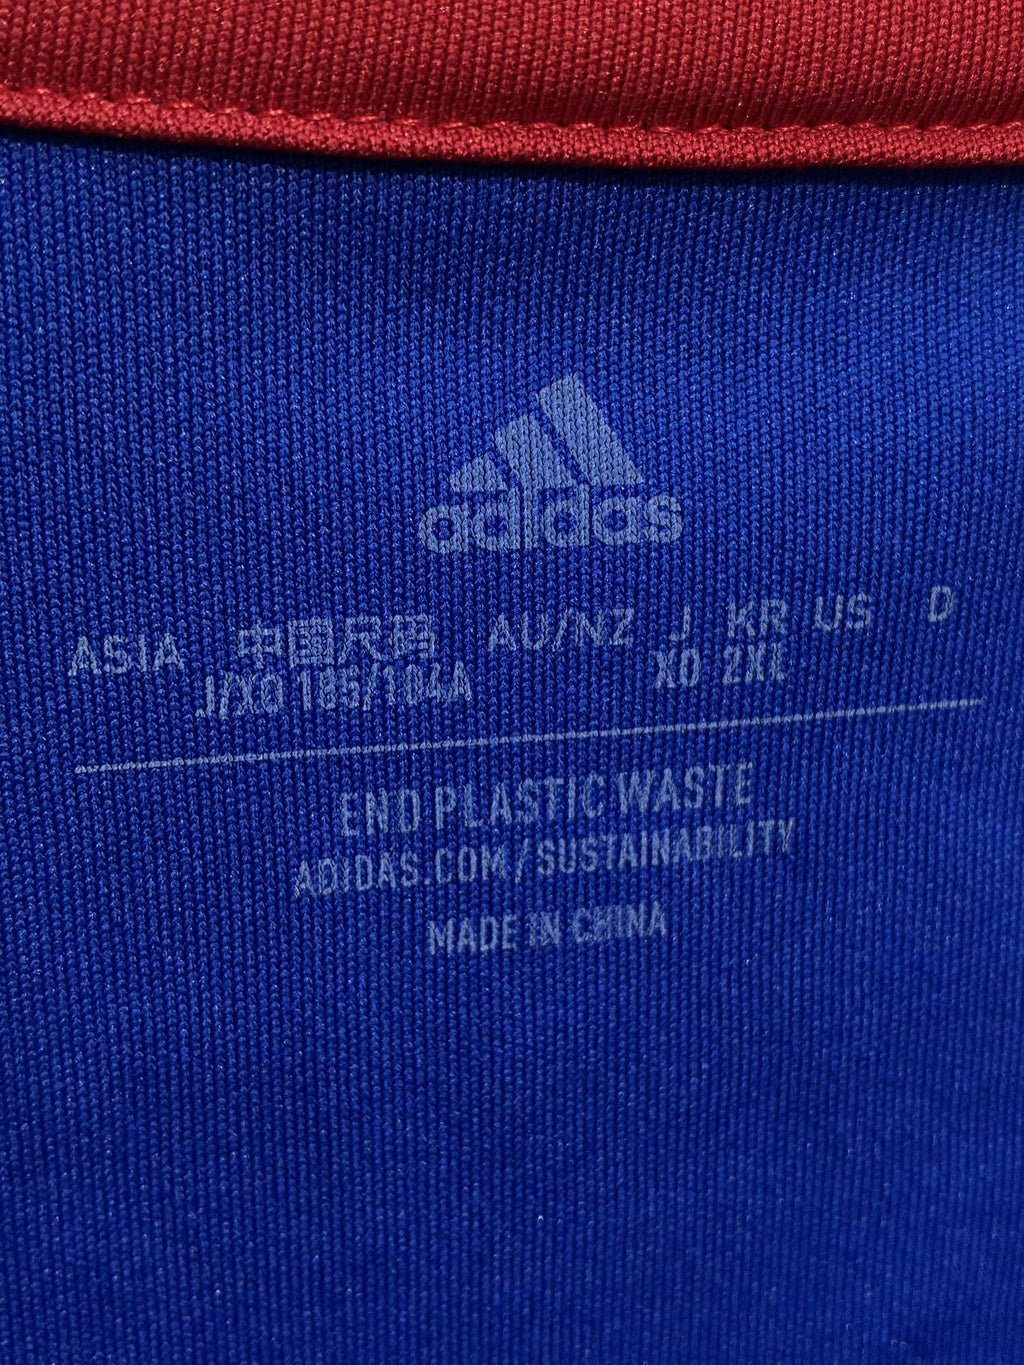 adidas
ASIA 中国尺码 AU/NZ J KR US D
J/XO 185/104A XO 2XL
END PLASTIC WASTE
ADIDAS.COM/SUSTAINABILITY
MADE IN CHINA